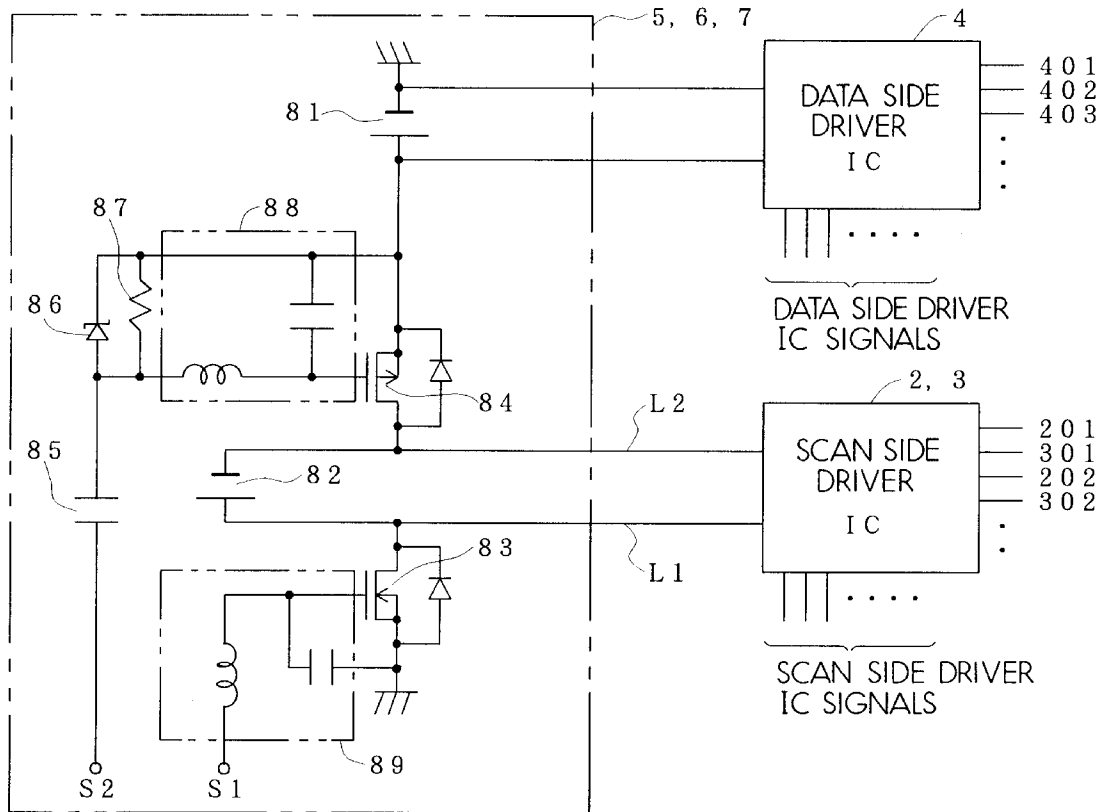 5, 6, 7
4
401
402
403
DATA SIDE
DRIVER
IC
81
87
88
86
DATA SIDE DRIVER
IC SIGNALS
84
2, 3
L2
201
301
202
302
SCAN SIDE
DRIVER
IC
85
82
83
L1
SCAN SIDE DRIVER
IC SIGNALS
89
S2
S1